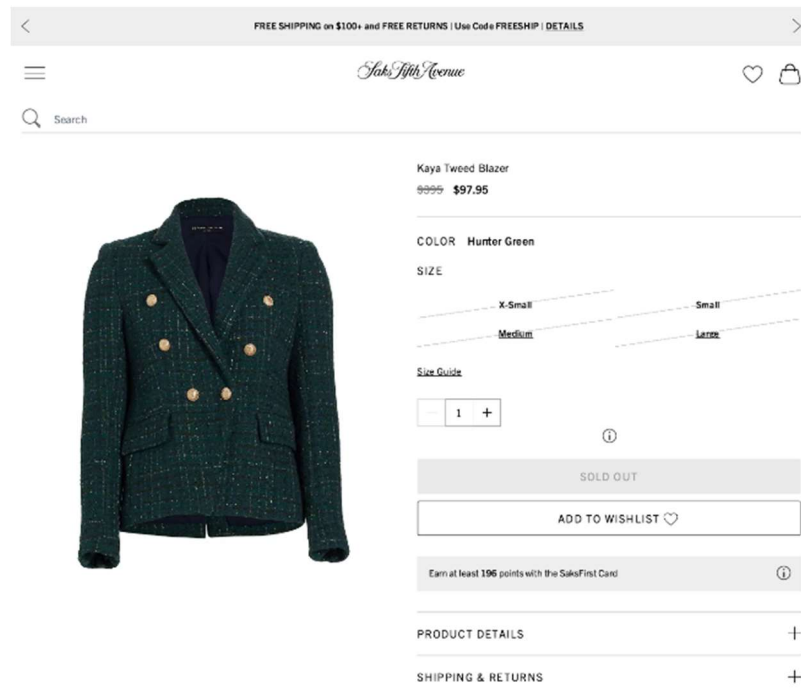 FREE SHIPPING on $100+ and FREE RETURNS | Use Code FREESHIP | DETAILS
Saks Fifth Avenue
Search
Kaya Tweed Blazer
$395 $97.95
COLOR Hunter Green
SIZE
X-Small Small
Medium Large
Size Guide
1 +
SOLD OUT
ADD TO WISHLIST
Earn at least 196 points with the SaksFirst Card
PRODUCT DETAILS +
SHIPPING & RETURNS +